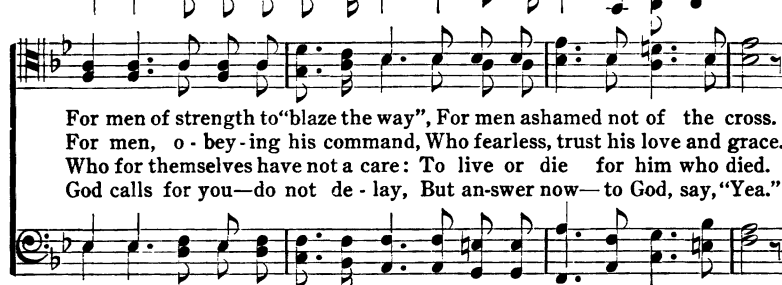 For men of strength to“blaze the way”, For men ashamed not of the cross.
For men, o - bey - ing his command, Who fearless, trust his love and grace.
Who for themselves have not a care: To live or die for him who died.
God calls for you—do not de - lay, But an-swer now—to God, say,“Yea.”